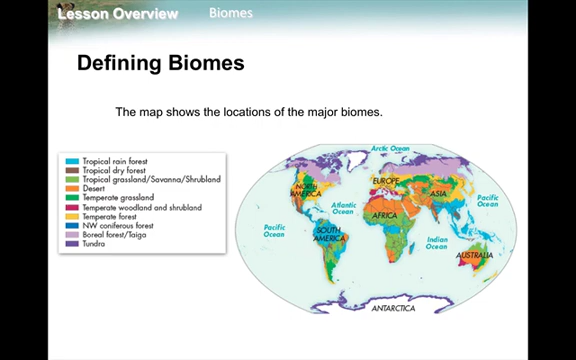 Lesson Overview Biomes
Defining Biomes
The map shows the locations of the major biomes.
Tropical rain forest
Tropical dry forest
Tropical grassland/Savanna/Shrubland
Desert
Temperate grassland
Temperate woodland and shrubland
Temperate forest
NW coniferous forest
Boreal forest/Taiga
Tundra
Arctic Ocean
NORTH
AMERICA
EUROPE
ASIA
Atlantic
Ocean
Pacific
Ocean
AFRICA
Pacific
Ocean
SOUTH
AMERICA
Indian
Ocean
AUSTRALIA
ANTARCTICA